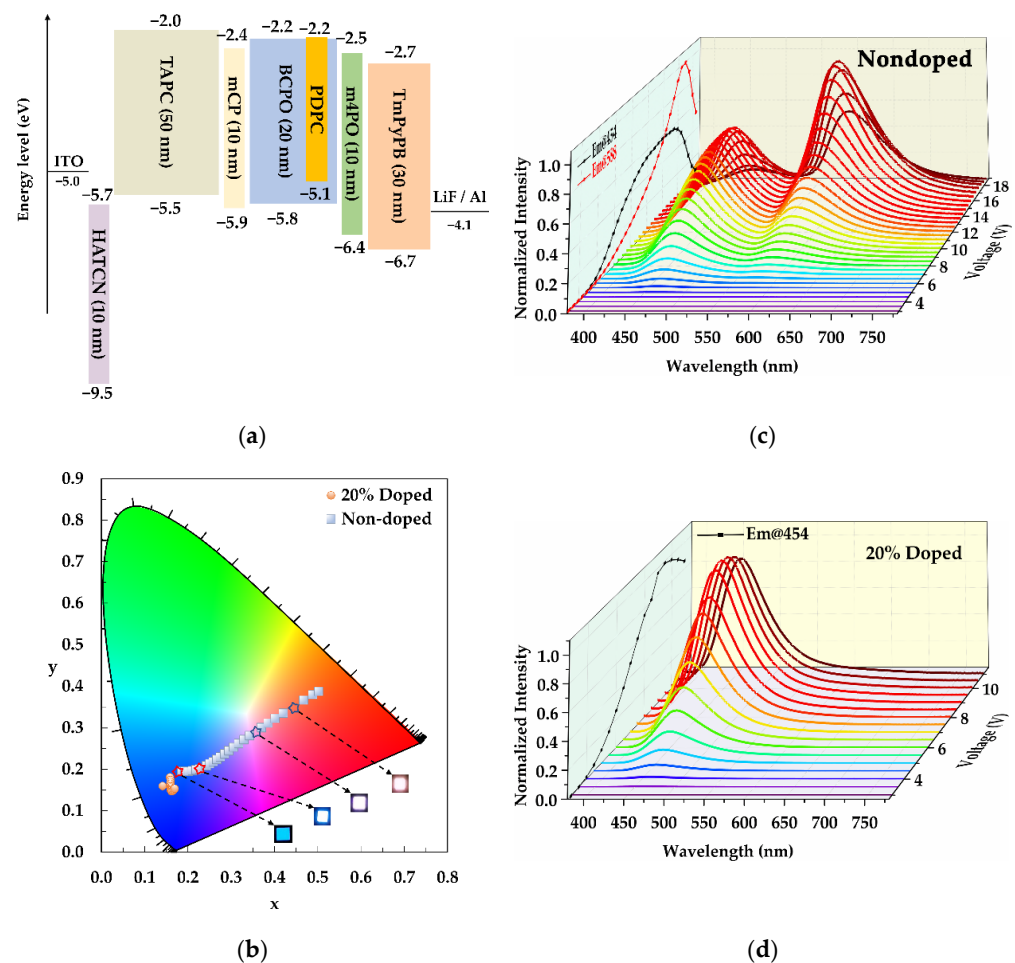 Energy level (eV)
ITO
−5.0
−5.7
HATCN (10 nm)
−9.5
−2.0
TAPC (50 nm)
−5.5
−2.4
mCP (10 nm)
−5.9
−2.2
BCPO (20 nm)
−5.8
−2.2
PDPC
−5.1
−2.5
m4PO (10 nm)
−6.4
−2.7
TmPyPB (30 nm)
−6.7
LiF / Al
−4.1
(a)
Nondoped
Em@454
Normalized Intensity
1.0
0.8
0.6
0.4
0.2
0.0
400 450 500 550 600 650 700 750
Wavelength (nm)
18
16
14
12
10
8
6
4
Voltage (V)
(c)
20% Doped
Non-doped
y
0.9
0.8
0.7
0.6
0.5
0.4
0.3
0.2
0.1
0.0
0.0 0.1 0.2 0.3 0.4 0.5 0.6 0.7 0.8
x
(b)
Em@454
20% Doped
Normalized Intensity
1.0
0.8
0.6
0.4
0.2
0.0
400 450 500 550 600 650 700 750
Wavelength (nm)
10
8
6
4
Voltage (V)
(d)